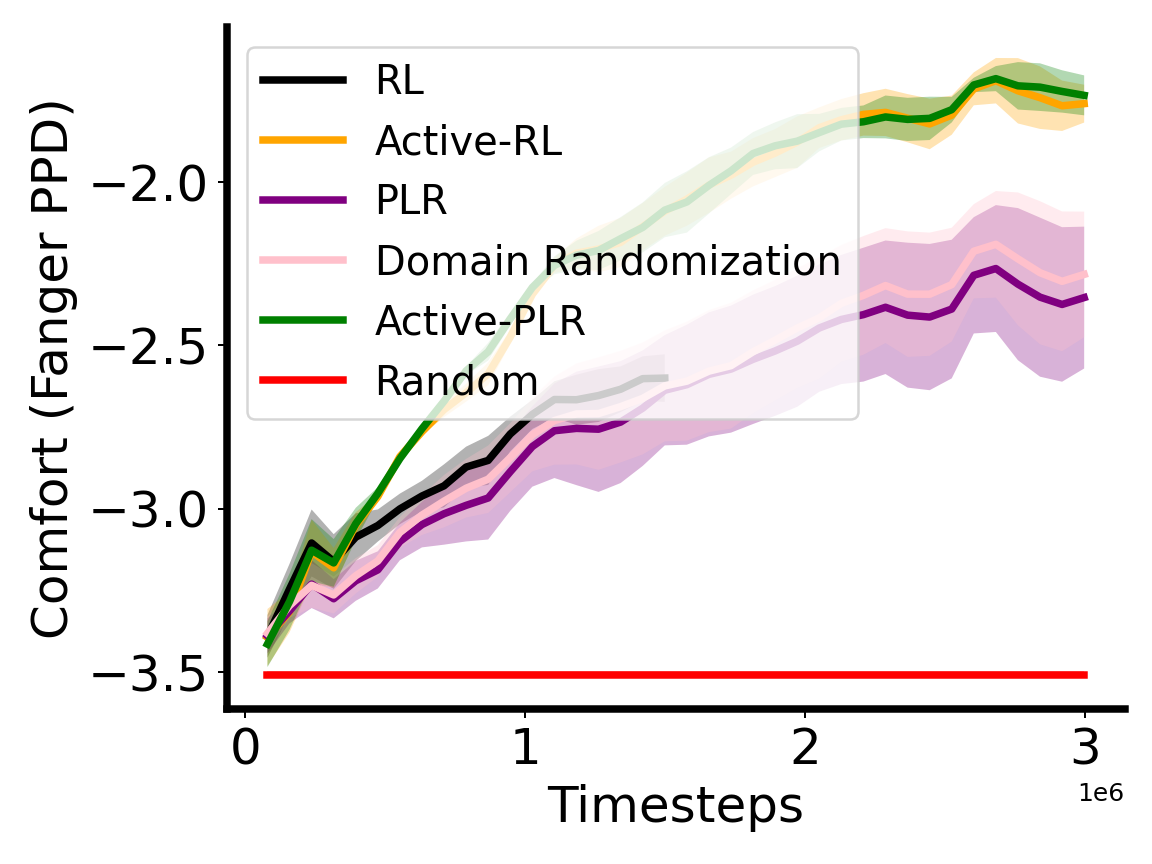 RL
Active-RL
PLR
Domain Randomization
Active-PLR
Random
Comfort (Fanger PPD)
−2.0
−2.5
−3.0
−3.5
0
1
2
3
1e6
Timesteps